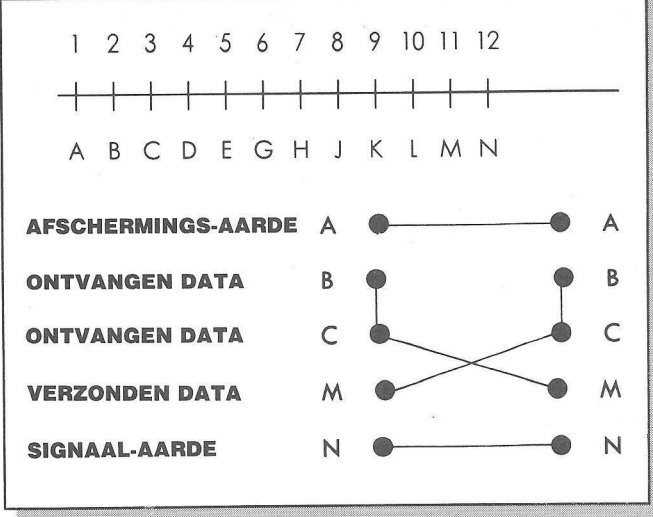 1 2 3 4 5 6 7 8 9 10 11 12
A B C D E G H J K L M N
AFSCHERMINGS-AARDE A A
ONTVANGEN DATA B B
ONTVANGEN DATA C C
VERZONDEN DATA M M
SIGNAAL-AARDE N N